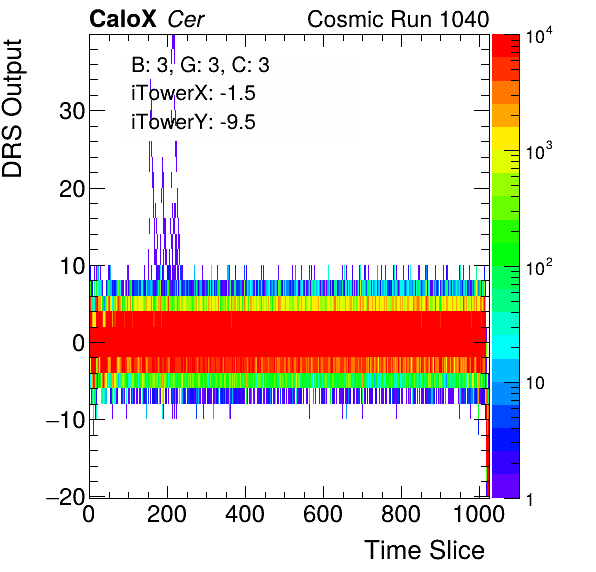 CaloX Cer
Cosmic Run 1040
B: 3, G: 3, C: 3
iTowerX: -1.5
iTowerY: -9.5
DRS Output
30
20
10
0
−10
−20
0 200 400 600 800 1000
Time Slice
10⁴
10³
10²
10
1